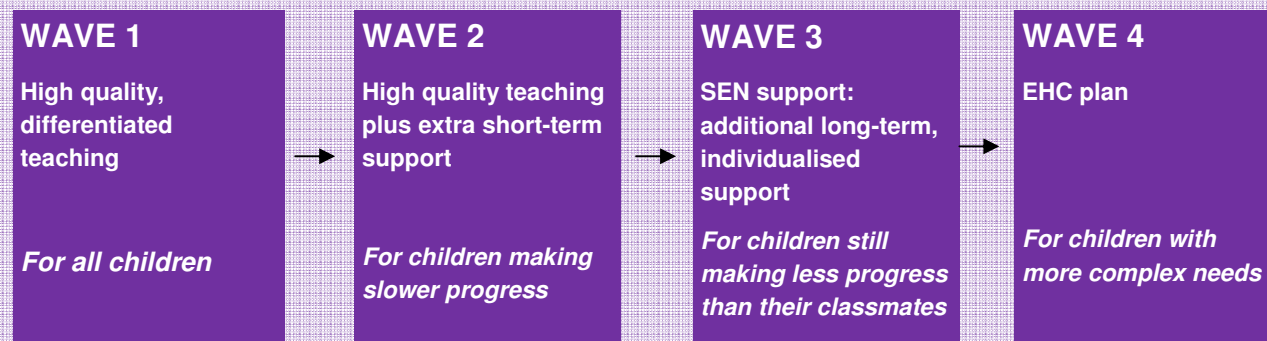 WAVE 1
High quality,
differentiated
teaching
For all children
WAVE 2
High quality teaching
plus extra short-term
support
For children making
slower progress
WAVE 3
SEN support:
additional long-term,
individualised
support
For children still
making less progress
than their classmates
WAVE 4
EHC plan
For children with
more complex needs